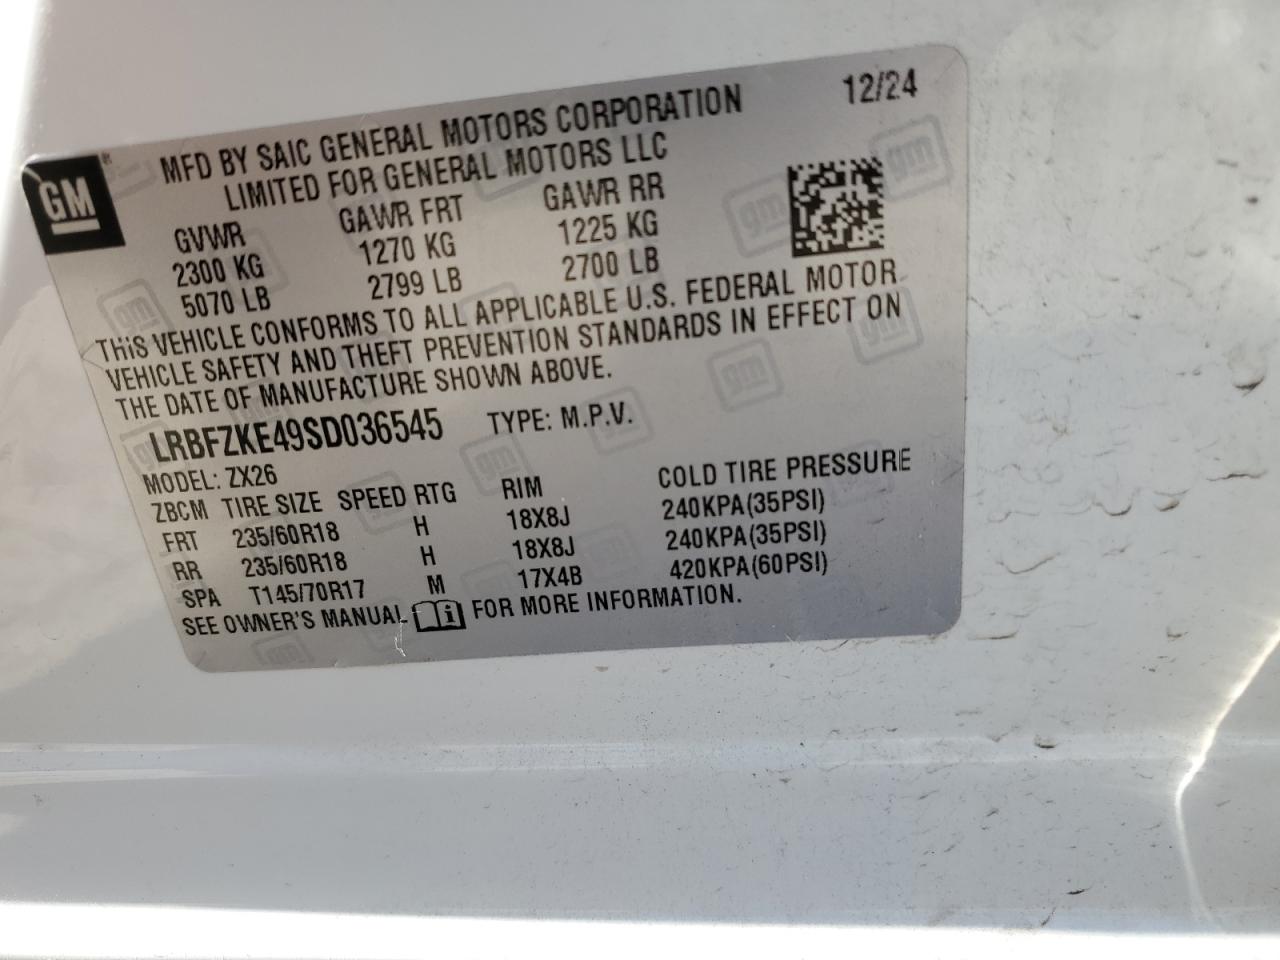 GM
12/24
MFD BY SAIC GENERAL MOTORS CORPORATION
LIMITED FOR GENERAL MOTORS LLC
GVWR GAWR FRT GAWR RR
2300 KG 1270 KG 1225 KG
5070 LB 2799 LB 2700 LB
THIS VEHICLE CONFORMS TO ALL APPLICABLE U.S. FEDERAL MOTOR
VEHICLE SAFETY AND THEFT PREVENTION STANDARDS IN EFFECT ON
THE DATE OF MANUFACTURE SHOWN ABOVE.
LRBFZKE49SD036545 TYPE: M.P.V.
MODEL: ZX26
ZBCM TIRE SIZE SPEED RTG RIM COLD TIRE PRESSURE
FRT 235/60R18 H 18X8J 240KPA(35PSI)
RR 235/60R18 H 18X8J 240KPA(35PSI)
SPA T145/70R17 M 17X4B 420KPA(60PSI)
SEE OWNER'S MANUAL i FOR MORE INFORMATION.